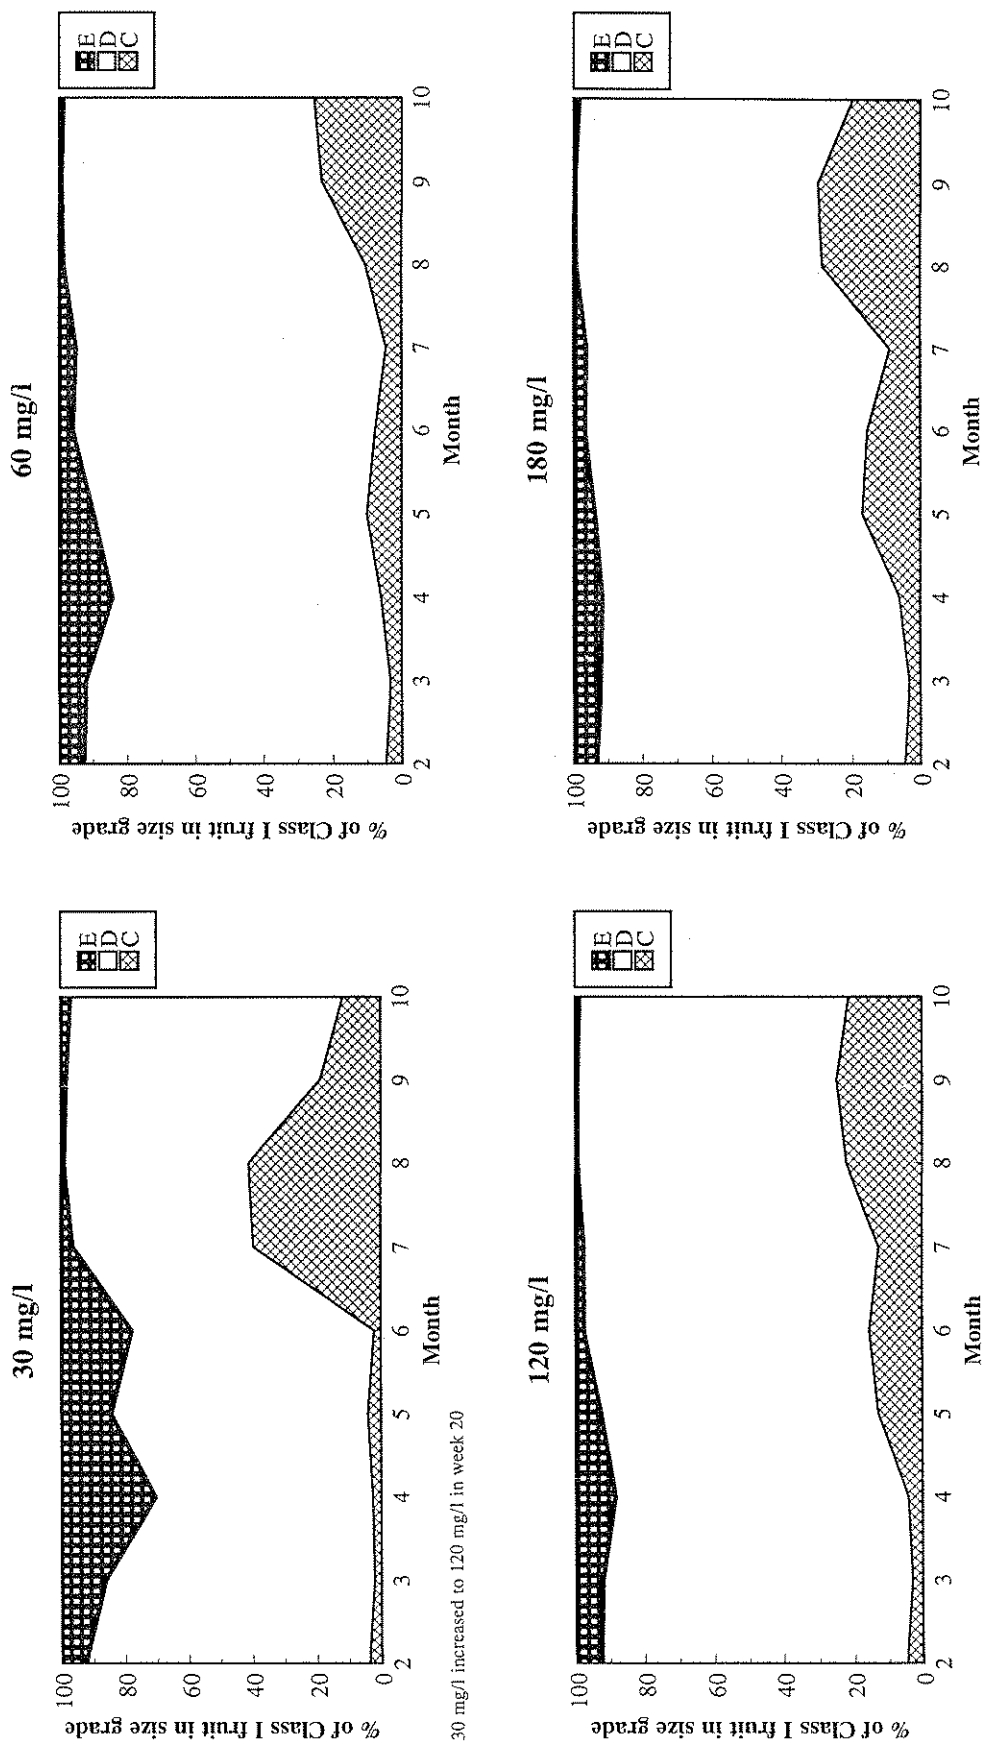 30 mg/l
% of Class I fruit in size grade
100
80
60
40
20
0
2
3
4
5
6
7
8
9
10
Month
E
D
C
30 mg/l increased to 120 mg/l in week 20
60 mg/l
% of Class I fruit in size grade
100
80
60
40
20
0
2
3
4
5
6
7
8
9
10
Month
E
D
C
120 mg/l
% of Class I fruit in size grade
100
80
60
40
20
0
2
3
4
5
6
7
8
9
10
Month
E
D
C
180 mg/l
% of Class I fruit in size grade
100
80
60
40
20
0
2
3
4
5
6
7
8
9
10
Month
E
D
C